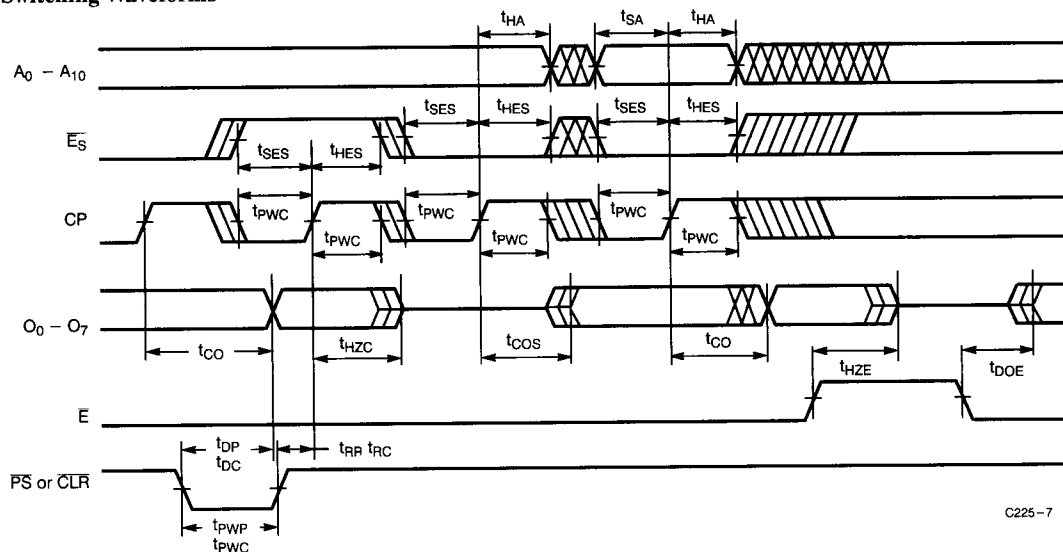 Switching Waveforms
tHA tSA tHA
A0 – A10
tSES tHES tSES tHES
ES
tSES tHES
CP
tPWC tPWC tPWC
tPWC tPWC tPWC
O0 – O7
tCO tHZC tCOS tCO
tHZE tDOE
E
tDP tRR tRC
tDC
PS or CLR
tPWP
tPWC
C225–7